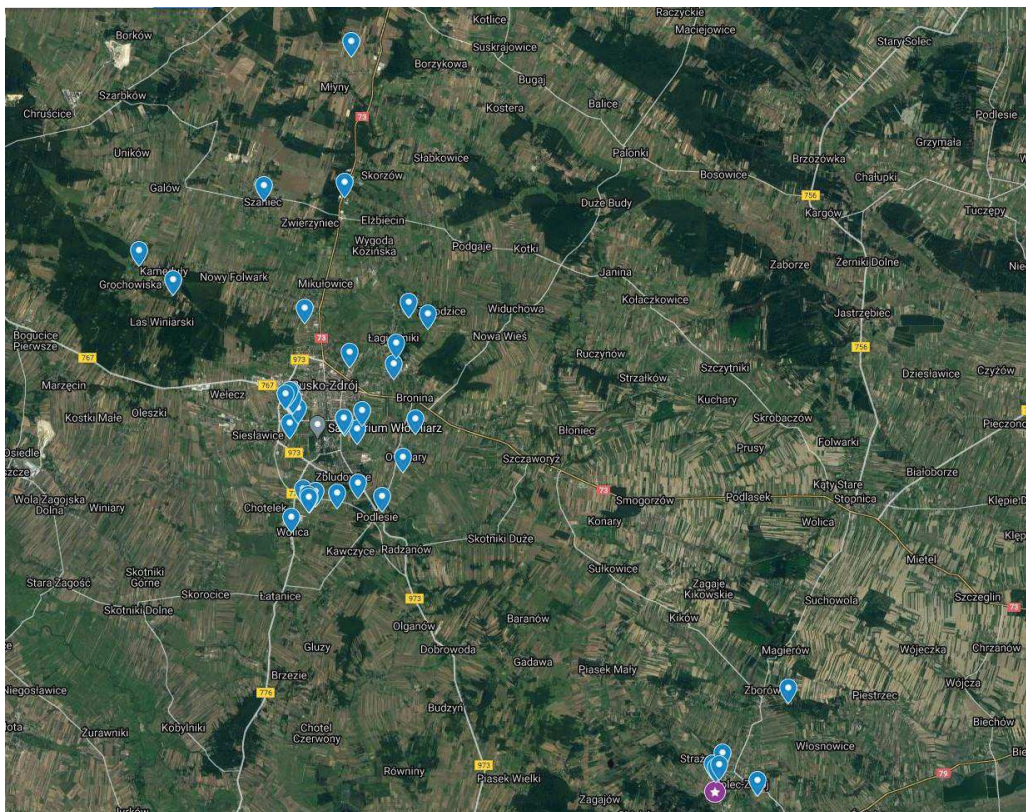 Raczyckie
Kotlice
Maciejowice
Borków
Suskrajowice
Stary Solec
Borzykowa
Młyny
Bugaj
Szarbków
Kostera
Balice
Chruścice
73
Podlesie
Grzymała
Uników
Słabkowice
Palonki
Brzozówka
Skorzów
Bosowice
Chałupki
Galów
756
Szaniec
Duże Budy
Zwierzyniec
Elżbiecin
Kargów
Tuczępy
Wygoda
Kozińska
Podgaje
Kotki
Kameduły
Janina
Zaborze
Żerniki Dolne
Grochowiska
Nowy Folwark
Mikułowice
Kołaczkowice
Widuchowa
Jastrzębiec
Las Winiarski
Bogucice
Pierwsze
73
Nowa Wieś
756
767
973
Ruczynów
Szczytniki
Dziesławice
Czyżów
Marzęcin
767
Strzałków
Wełecz
Bronina
Kuchary
Kostki Małe
Oleszki
Skrobaczów
Siesławice
Błoniec
Folwarki
Prusy
973
Szczaworyż
Białoborze
Zbludowice
Kąty Stare
Wola Zagojska
Dolna
Winiary
73
Smogorzów
Podlasek
Stopnica
Chotelek
Podlesie
Konary
Wolica
Wolica
Skotniki Duże
Kawczyce
Radzanów
Mietel
Skotniki
Górne
Sułkowice
Stara Zagość
Zagaje
Kikowskie
Skorocice
Łatanice
Suchowola
Szczeglin
Skotniki Dolne
973
73
Olganów
Baranów
Kików
Gluzy
Dobrowoda
Magierów
Wójeczka
Chrzanów
Gadawa
Piasek Mały
Brzezie
776
Zborów
Piestrzec
Wójcza
Budzyń
Kobylniki
Chotel
Czerwony
Biechów
Żurawniki
Włosnowice
973
Równiny
Piasek Wielki
79
Zagajów